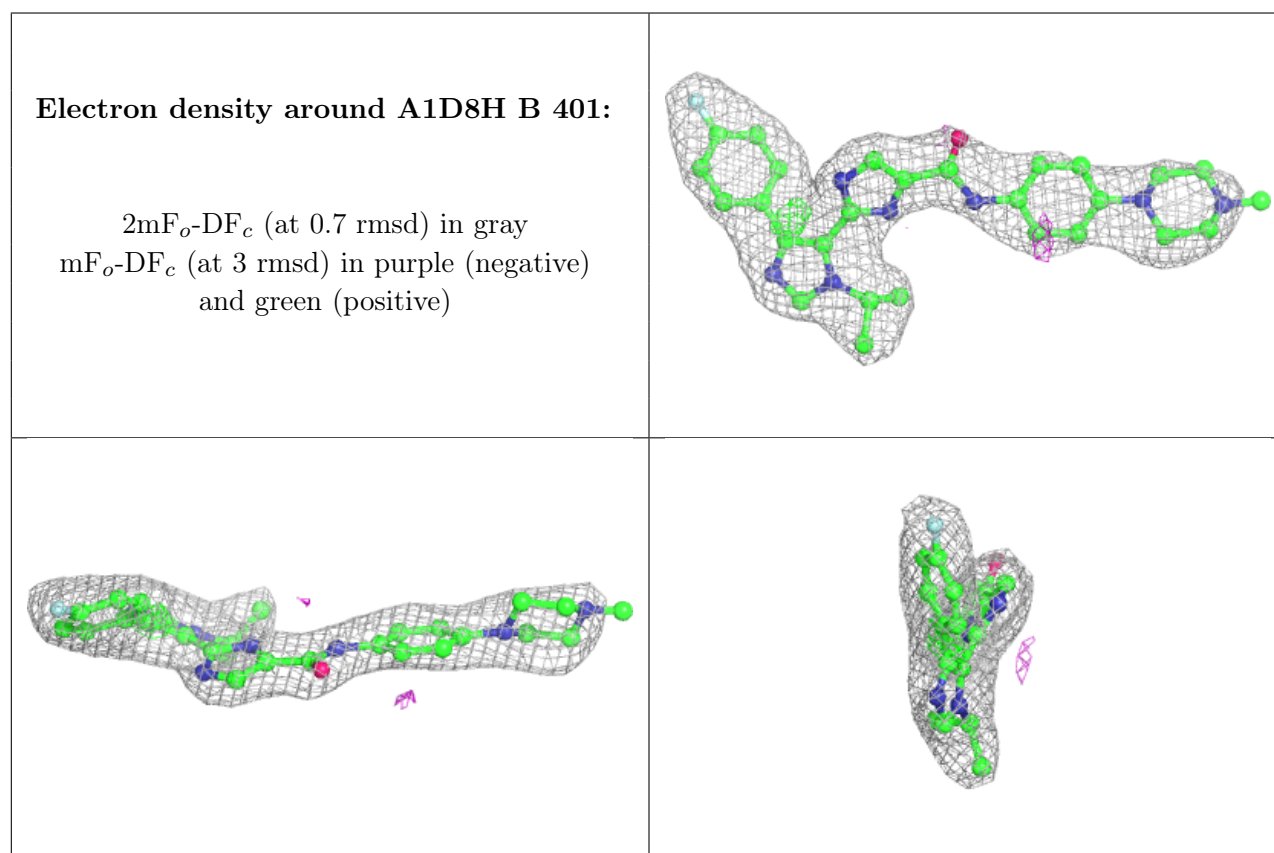 Electron density around A1D8H B 401:
2mFo-DFc (at 0.7 rmsd) in gray
mFo-DFc (at 3 rmsd) in purple (negative)
and green (positive)